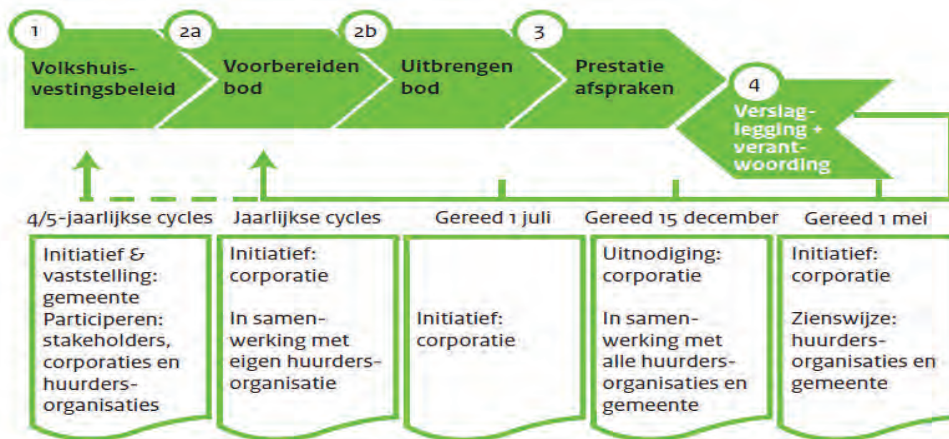 1
Volkshuis-
vestingsbeleid
2a
Voorbereiden
bod
2b
Uitbrengen
bod
3
Prestatie
afspraken
4
Verslag-
legging +
verant-
woording
4/5-jaarlijkse cycles
Initiatief &
vaststelling:
gemeente
Participeren:
stakeholders,
corporaties en
huurders-
organisaties
Jaarlijkse cycles
Initiatief:
corporatie
In samen-
werking met
eigen huurders-
organisatie
Gereed 1 juli
Initiatief:
corporatie
Gereed 15 december
Uitnodiging:
corporatie
In samen-
werking met
alle huurders-
organisaties en
gemeente
Gereed 1 mei
Initiatief:
corporatie
Zienswijze:
huurders-
organisaties en
gemeente